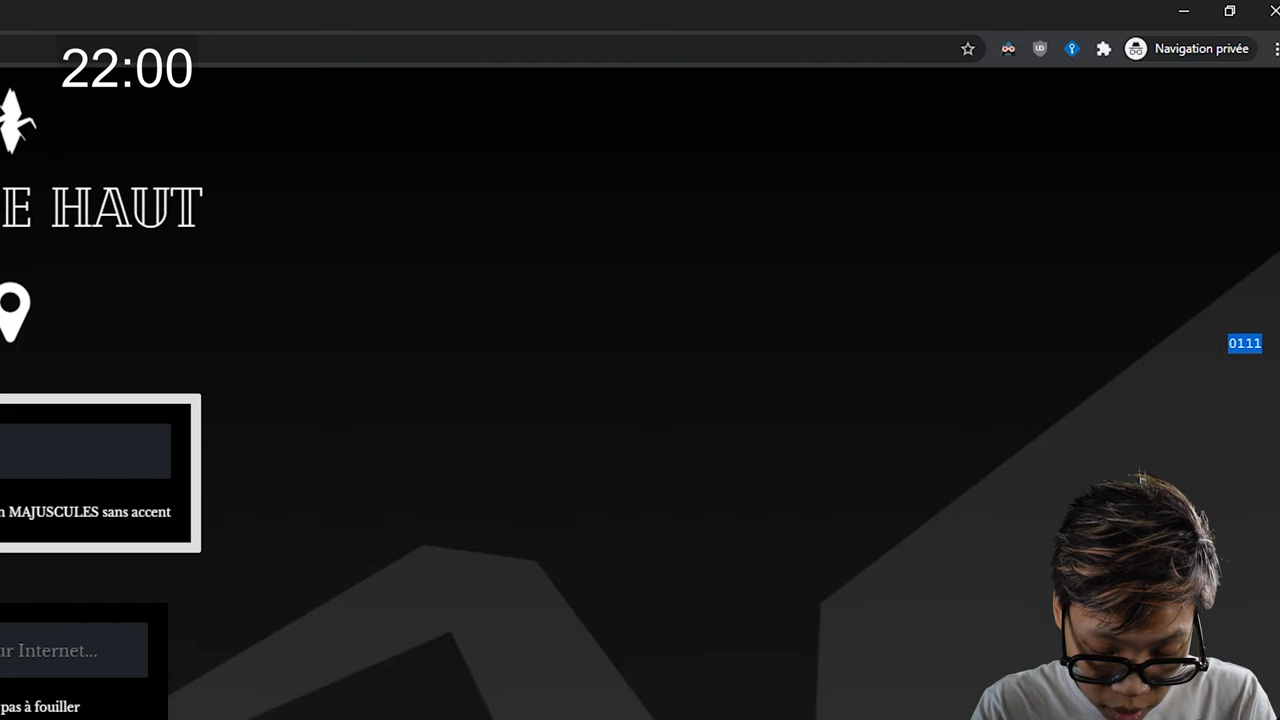 Navigation privée
22:00
E HAUT
0111
n MAJUSCULES sans accent
ur Internet...
pas à fouiller